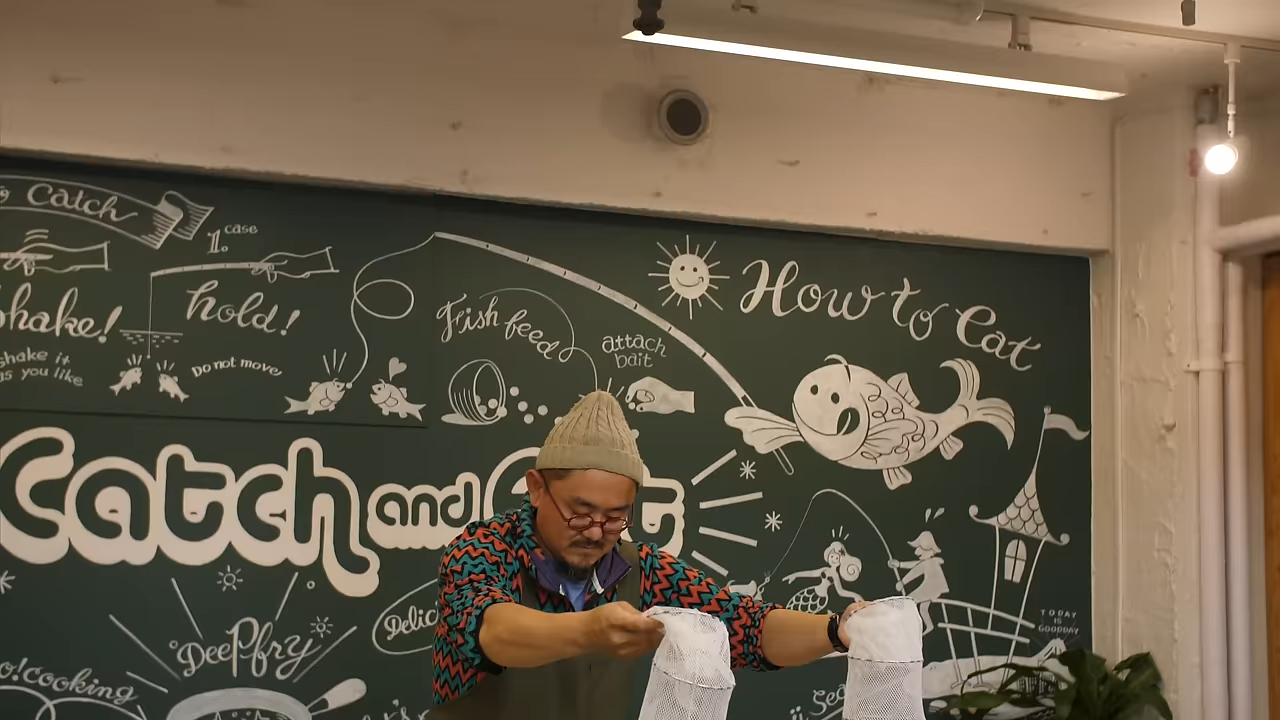 Catch
1. case
Shake!
hold!
shake it
as you like
Do not move!
Fish feed
attach
bait
How to Eat
Catch and
DeePfry
Delic
o!cooking
TODAY
IS
GOODDAY